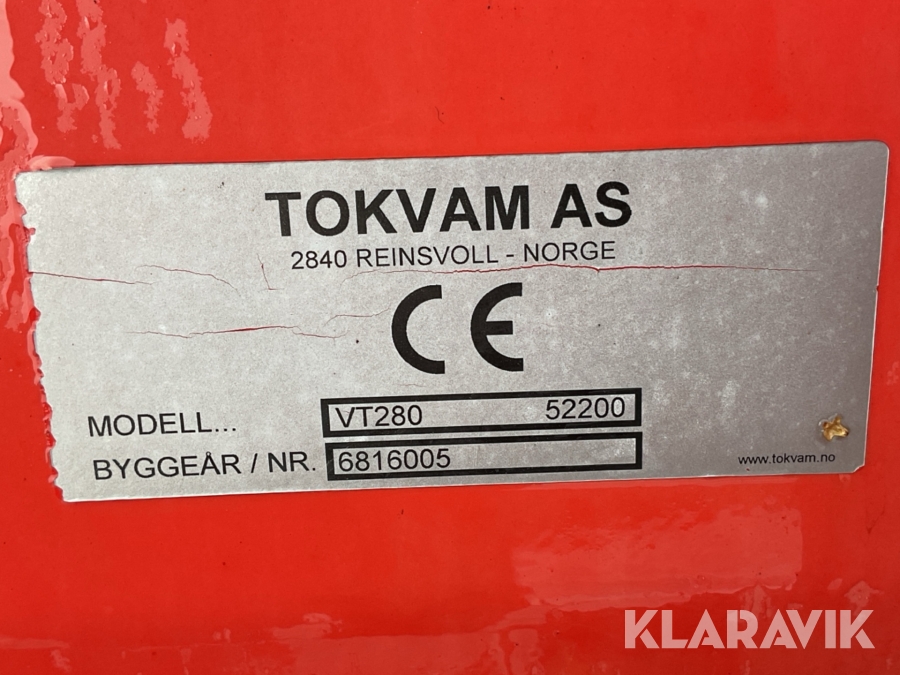 TOKVAM AS
2840 REINSVOLL - NORGE
CE
MODELL... VT280 52200
BYGGEÅR / NR. 6816005
www.tokvam.no
KLARAVIK